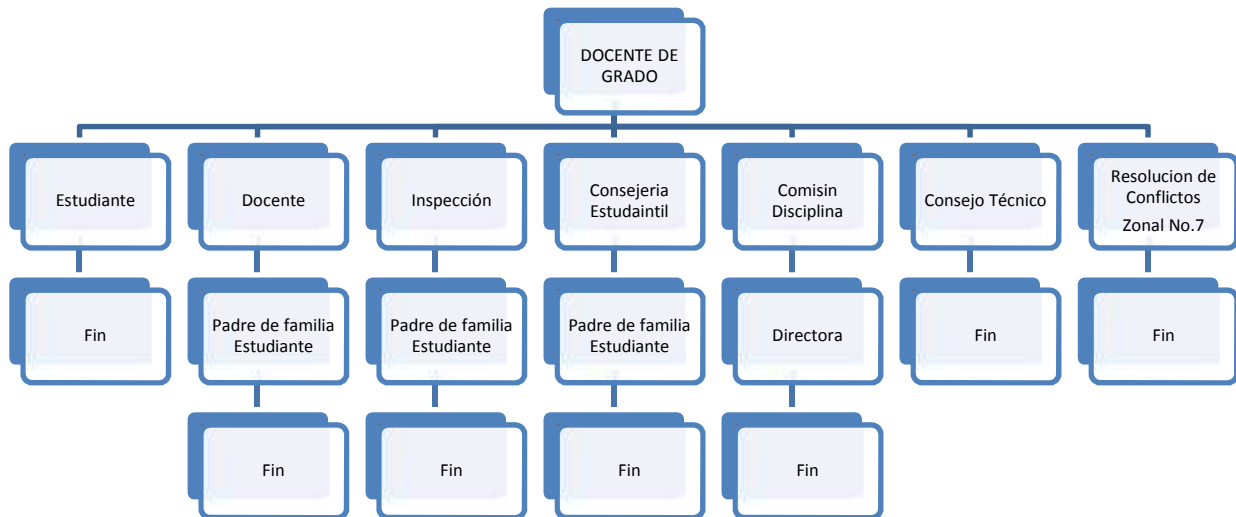 DOCENTE DE
GRADO
Estudiante
Docente
Inspección
Consejeria
Estudaintil
Comisin
Disciplina
Consejo Técnico
Resolucion de
Conflictos
Zonal No.7
Fin
Padre de familia
Estudiante
Padre de familia
Estudiante
Padre de familia
Estudiante
Directora
Fin
Fin
Fin
Fin
Fin
Fin